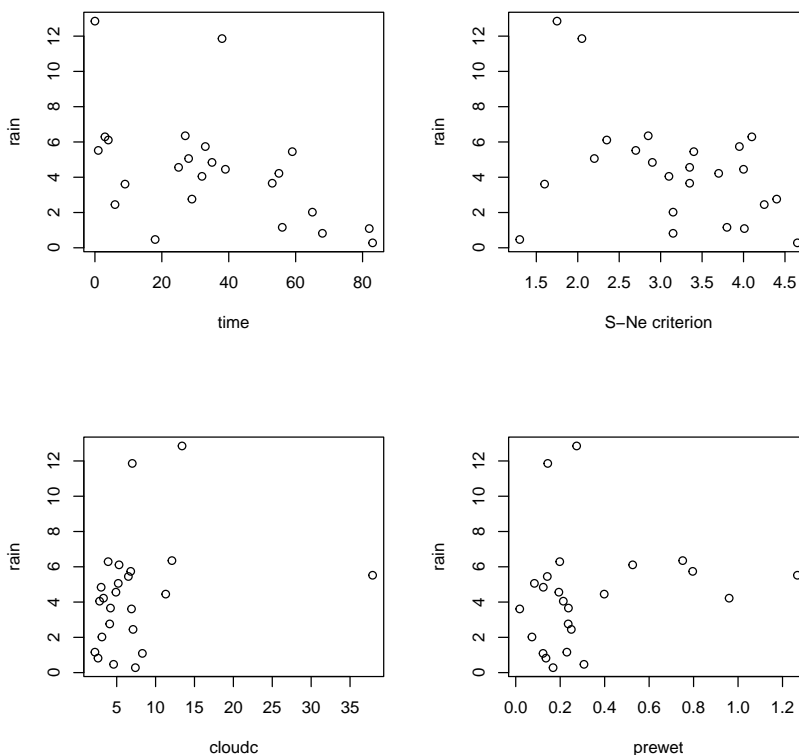 rain
0 2 4 6 8 10 12
0 20 40 60 80
time
rain
0 2 4 6 8 10 12
1.5 2.0 2.5 3.0 3.5 4.0 4.5
S−Ne criterion
rain
0 2 4 6 8 10 12
5 10 15 20 25 30 35
cloudc
rain
0 2 4 6 8 10 12
0.0 0.2 0.4 0.6 0.8 1.0 1.2
prewet